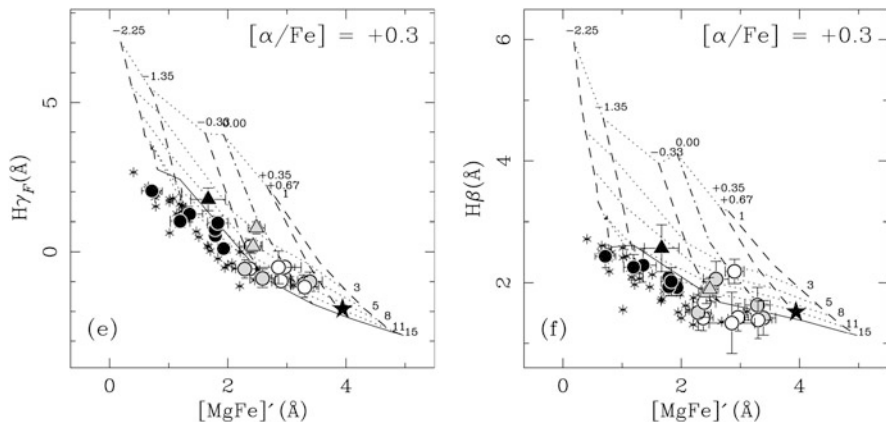 [α/Fe] = +0.3
−2.25
−1.35
−0.33
0.00
+0.35
+0.67
1
3
5
8
11
15
5
0
HγF(Å)
(e)
0 2 4
[MgFe]′(Å)
[α/Fe] = +0.3
−2.25
−1.35
0.00
−0.33
+0.35
+0.67
1
3
5
8
11
15
6
4
2
Hβ(Å)
(f)
0 2 4
[MgFe]′(Å)